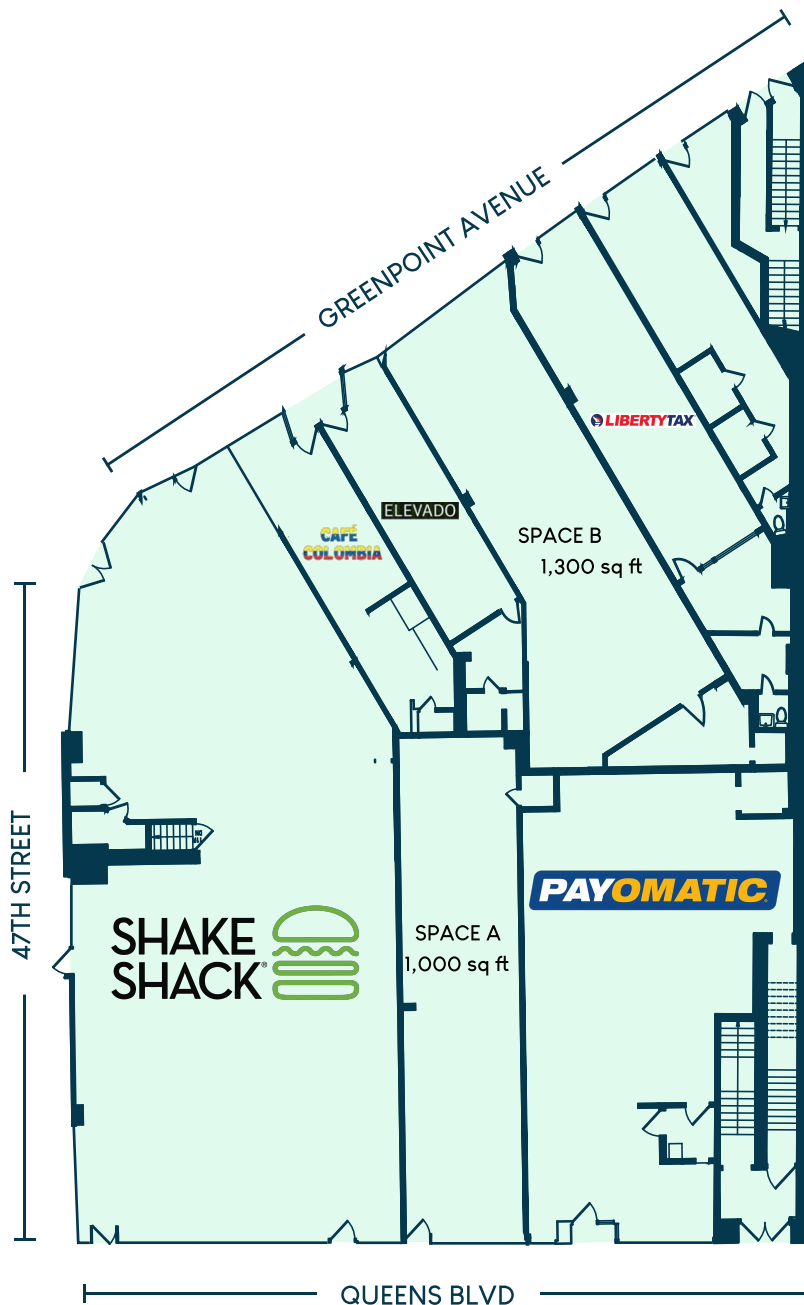 GREENPOINT AVENUE
LIBERTYTAX
ELEVADO
CAFÉ
COLOMBIA
SPACE B
1,300 sq ft
47TH STREET
SHAKE
SHACK®
SPACE A
1,000 sq ft
PAYOMATIC
QUEENS BLVD